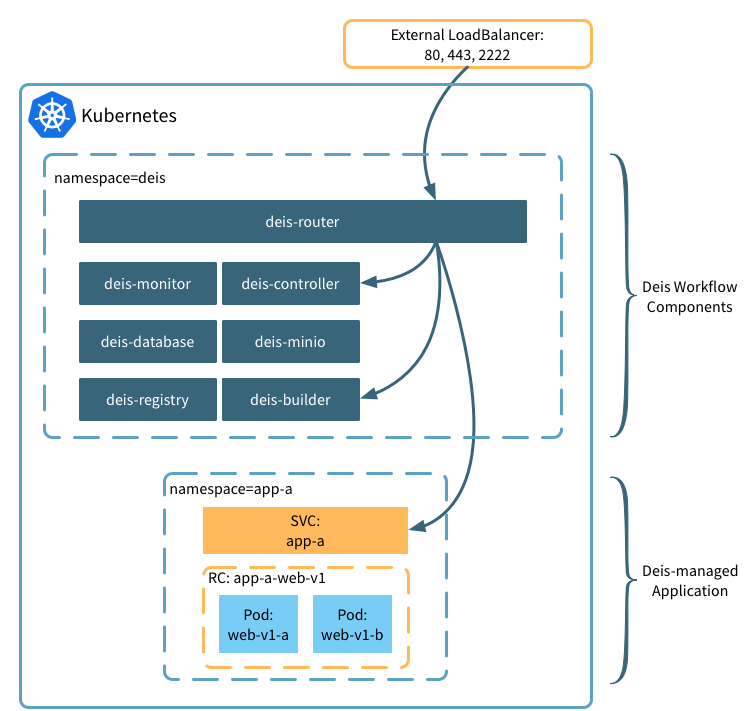 External LoadBalancer:
80, 443, 2222
Kubernetes
namespace=deis
deis-router
deis-monitor
deis-controller
deis-database
deis-minio
deis-registry
deis-builder
Deis Workflow
Components
namespace=app-a
SVC:
app-a
RC: app-a-web-v1
Pod:
web-v1-a
Pod:
web-v1-b
Deis-managed
Application